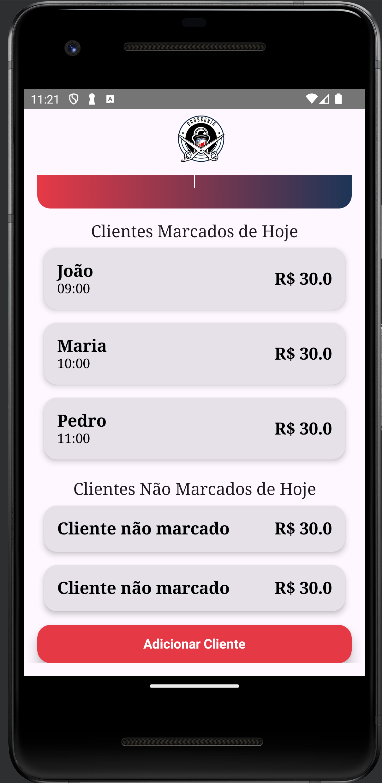 11:21
A
Clientes Marcados de Hoje
João
09:00
R$ 30.0
Maria
10:00
R$ 30.0
Pedro
11:00
R$ 30.0
Clientes Não Marcados de Hoje
Cliente não marcado R$ 30.0
Cliente não marcado R$ 30.0
Adicionar Cliente